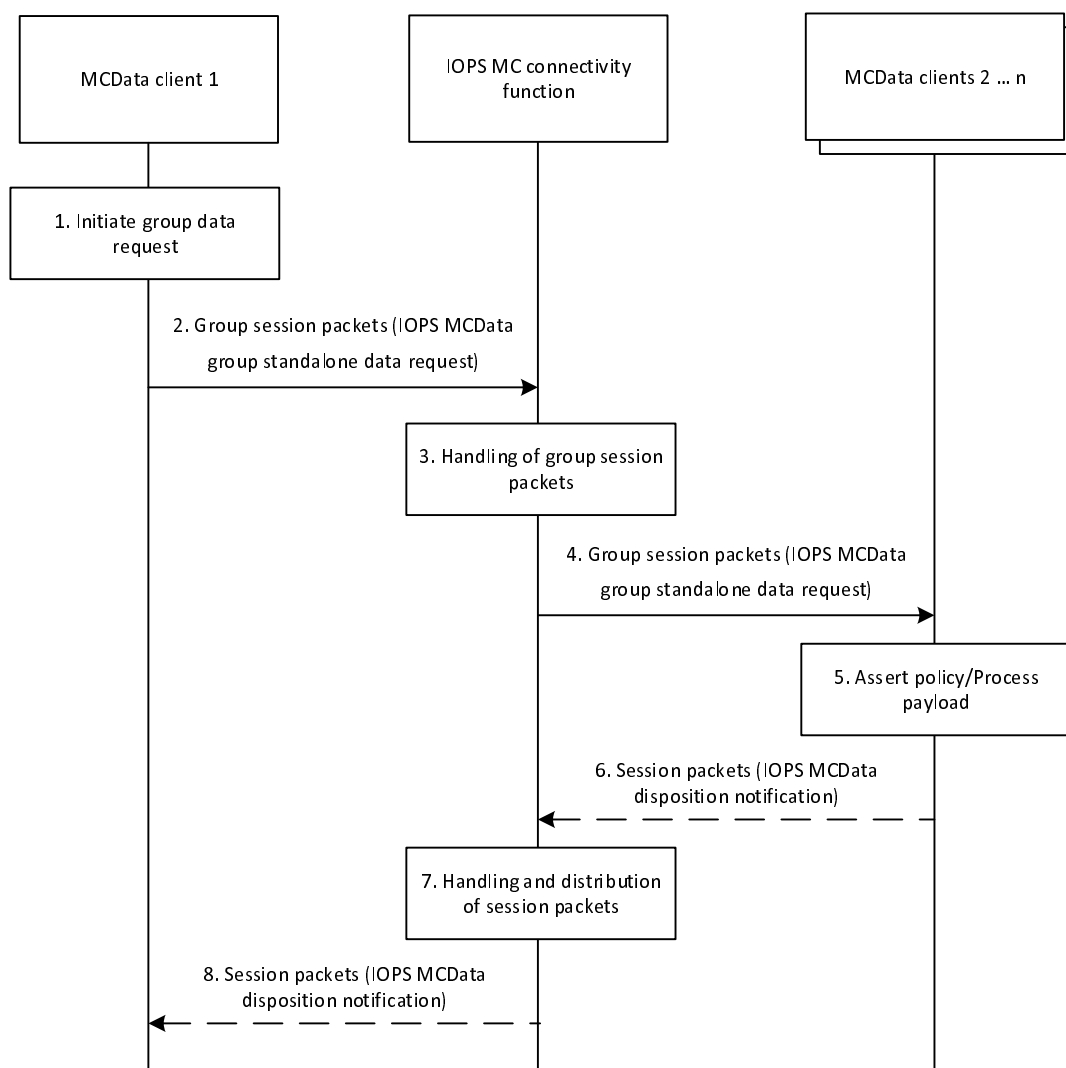 MCData client 1
IOPS MC connectivity
function
MCData clients 2 ... n
1. Initiate group data
request
2. Group session packets (IOPS MCData
group standalone data request)
3. Handling of group session
packets
4. Group session packets (IOPS MCData
group standalone data request)
5. Assert policy/Process
payload
6. Session packets (IOPS MCData
disposition notification)
7. Handling and distribution
of session packets
8. Session packets (IOPS MCData
disposition notification)